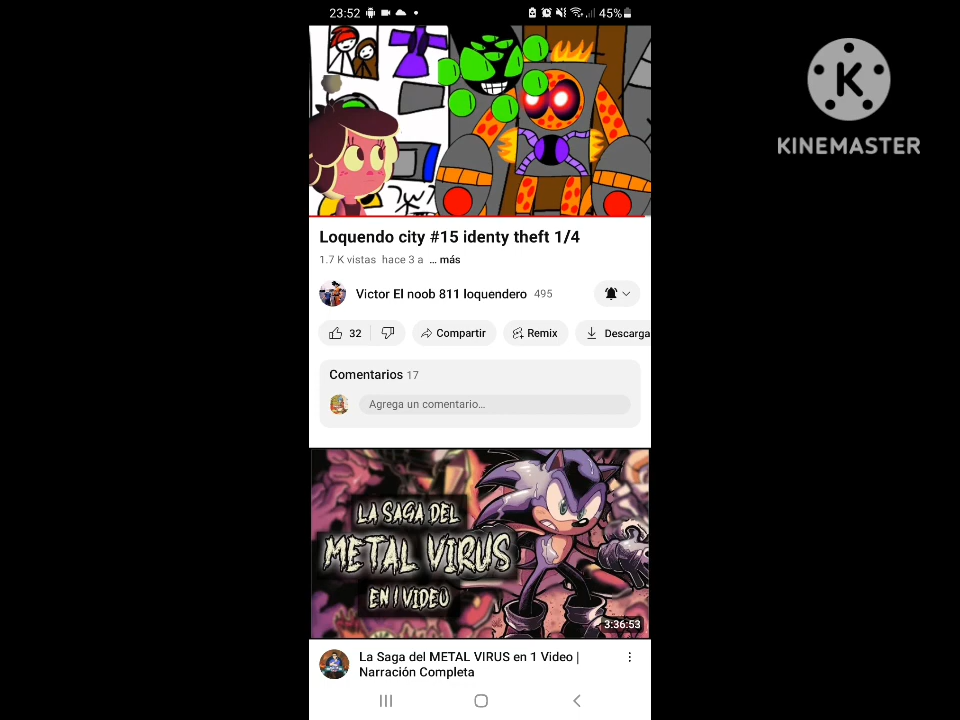 23:52
45%
KINEMASTER
Loquendo city #15 identy theft 1/4
1.7 K vistas hace 3 a ... más
Victor El noob 811 loquendero 495
32 Compartir Remix Descarga
Comentarios 17
Agrega un comentario...
LA SAGA DEL
METAL VIRUS
EN 1 VIDEO
3:36:53
La Saga del METAL VIRUS en 1 Video |
Narración Completa